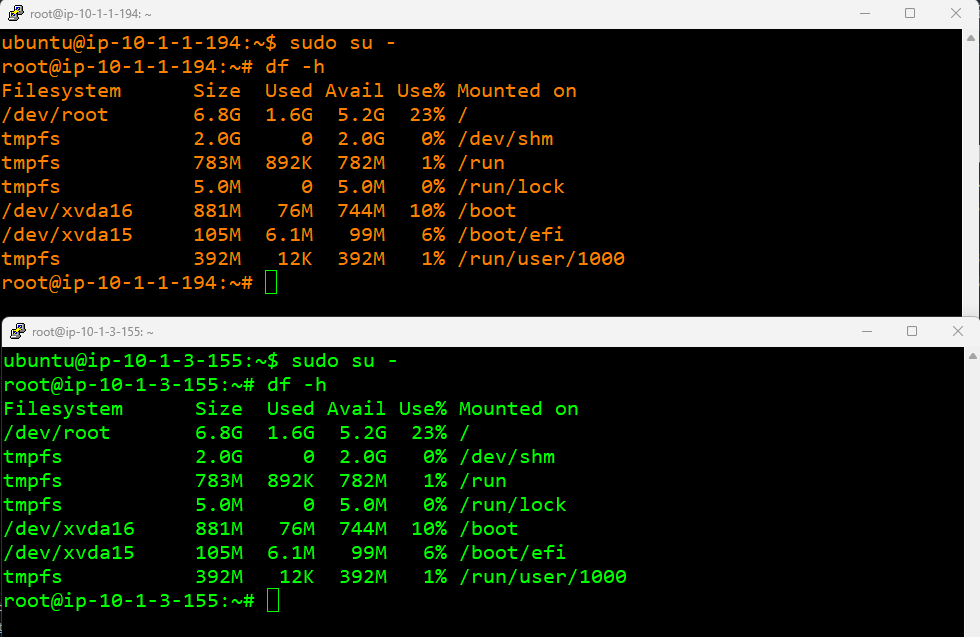 root@ip-10-1-1-194: ~
ubuntu@ip-10-1-1-194:~$ sudo su -
root@ip-10-1-1-194:~# df -h
Filesystem      Size  Used Avail Use% Mounted on
/dev/root       6.8G  1.6G  5.2G  23% /
tmpfs           2.0G     0  2.0G   0% /dev/shm
tmpfs           783M  892K  782M   1% /run
tmpfs           5.0M     0  5.0M   0% /run/lock
/dev/xvda16     881M   76M  744M  10% /boot
/dev/xvda15     105M  6.1M   99M   6% /boot/efi
tmpfs           392M   12K  392M   1% /run/user/1000
root@ip-10-1-1-194:~#
root@ip-10-1-3-155: ~
ubuntu@ip-10-1-3-155:~$ sudo su -
root@ip-10-1-3-155:~# df -h
Filesystem      Size  Used Avail Use% Mounted on
/dev/root       6.8G  1.6G  5.2G  23% /
tmpfs           2.0G     0  2.0G   0% /dev/shm
tmpfs           783M  892K  782M   1% /run
tmpfs           5.0M     0  5.0M   0% /run/lock
/dev/xvda16     881M   76M  744M  10% /boot
/dev/xvda15     105M  6.1M   99M   6% /boot/efi
tmpfs           392M   12K  392M   1% /run/user/1000
root@ip-10-1-3-155:~#